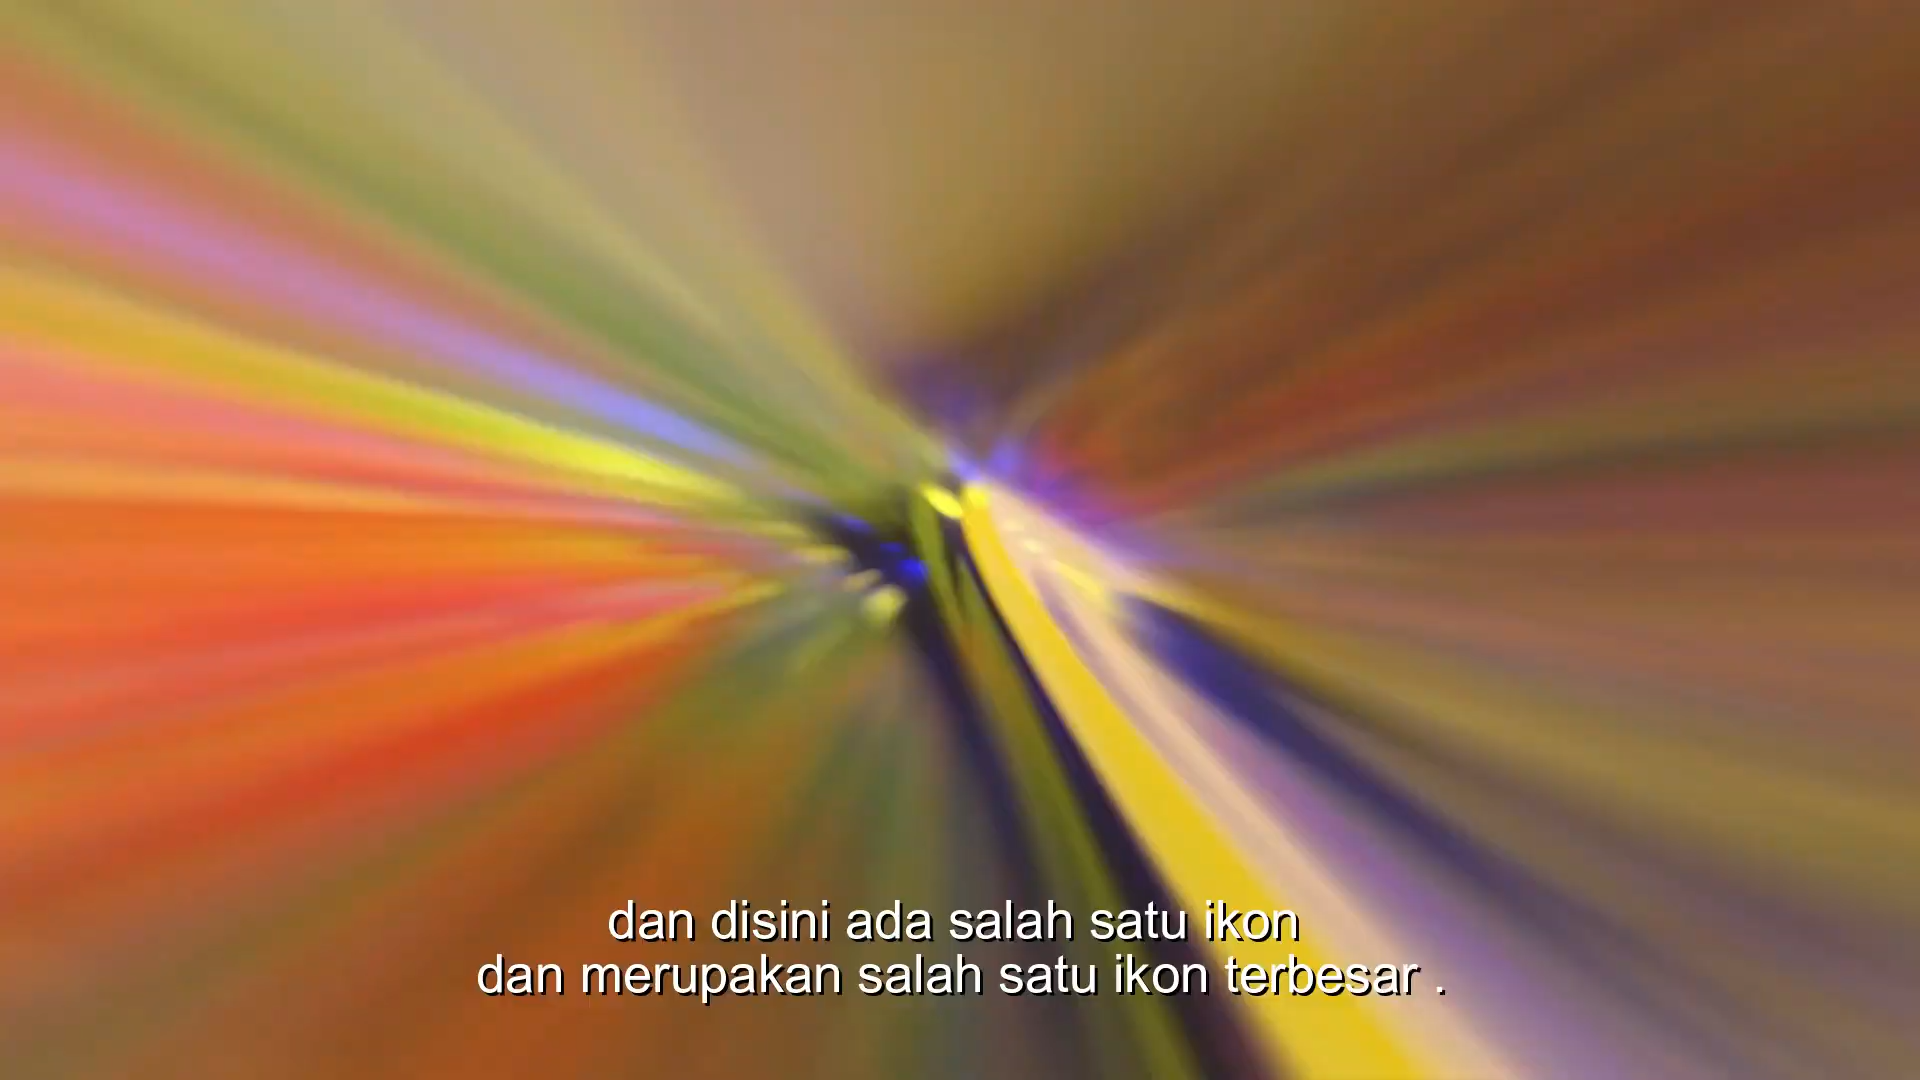 dan disini ada salah satu ikon
dan merupakan salah satu ikon terbesar .